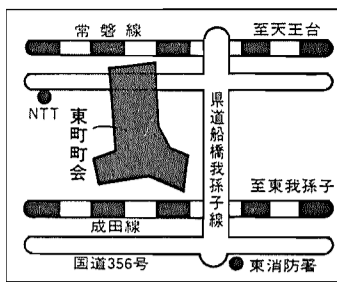 常磐線
至天王台
NTT
東町町会
県道船橋我孫子線
至東我孫子
成田線
国道356号
東消防署